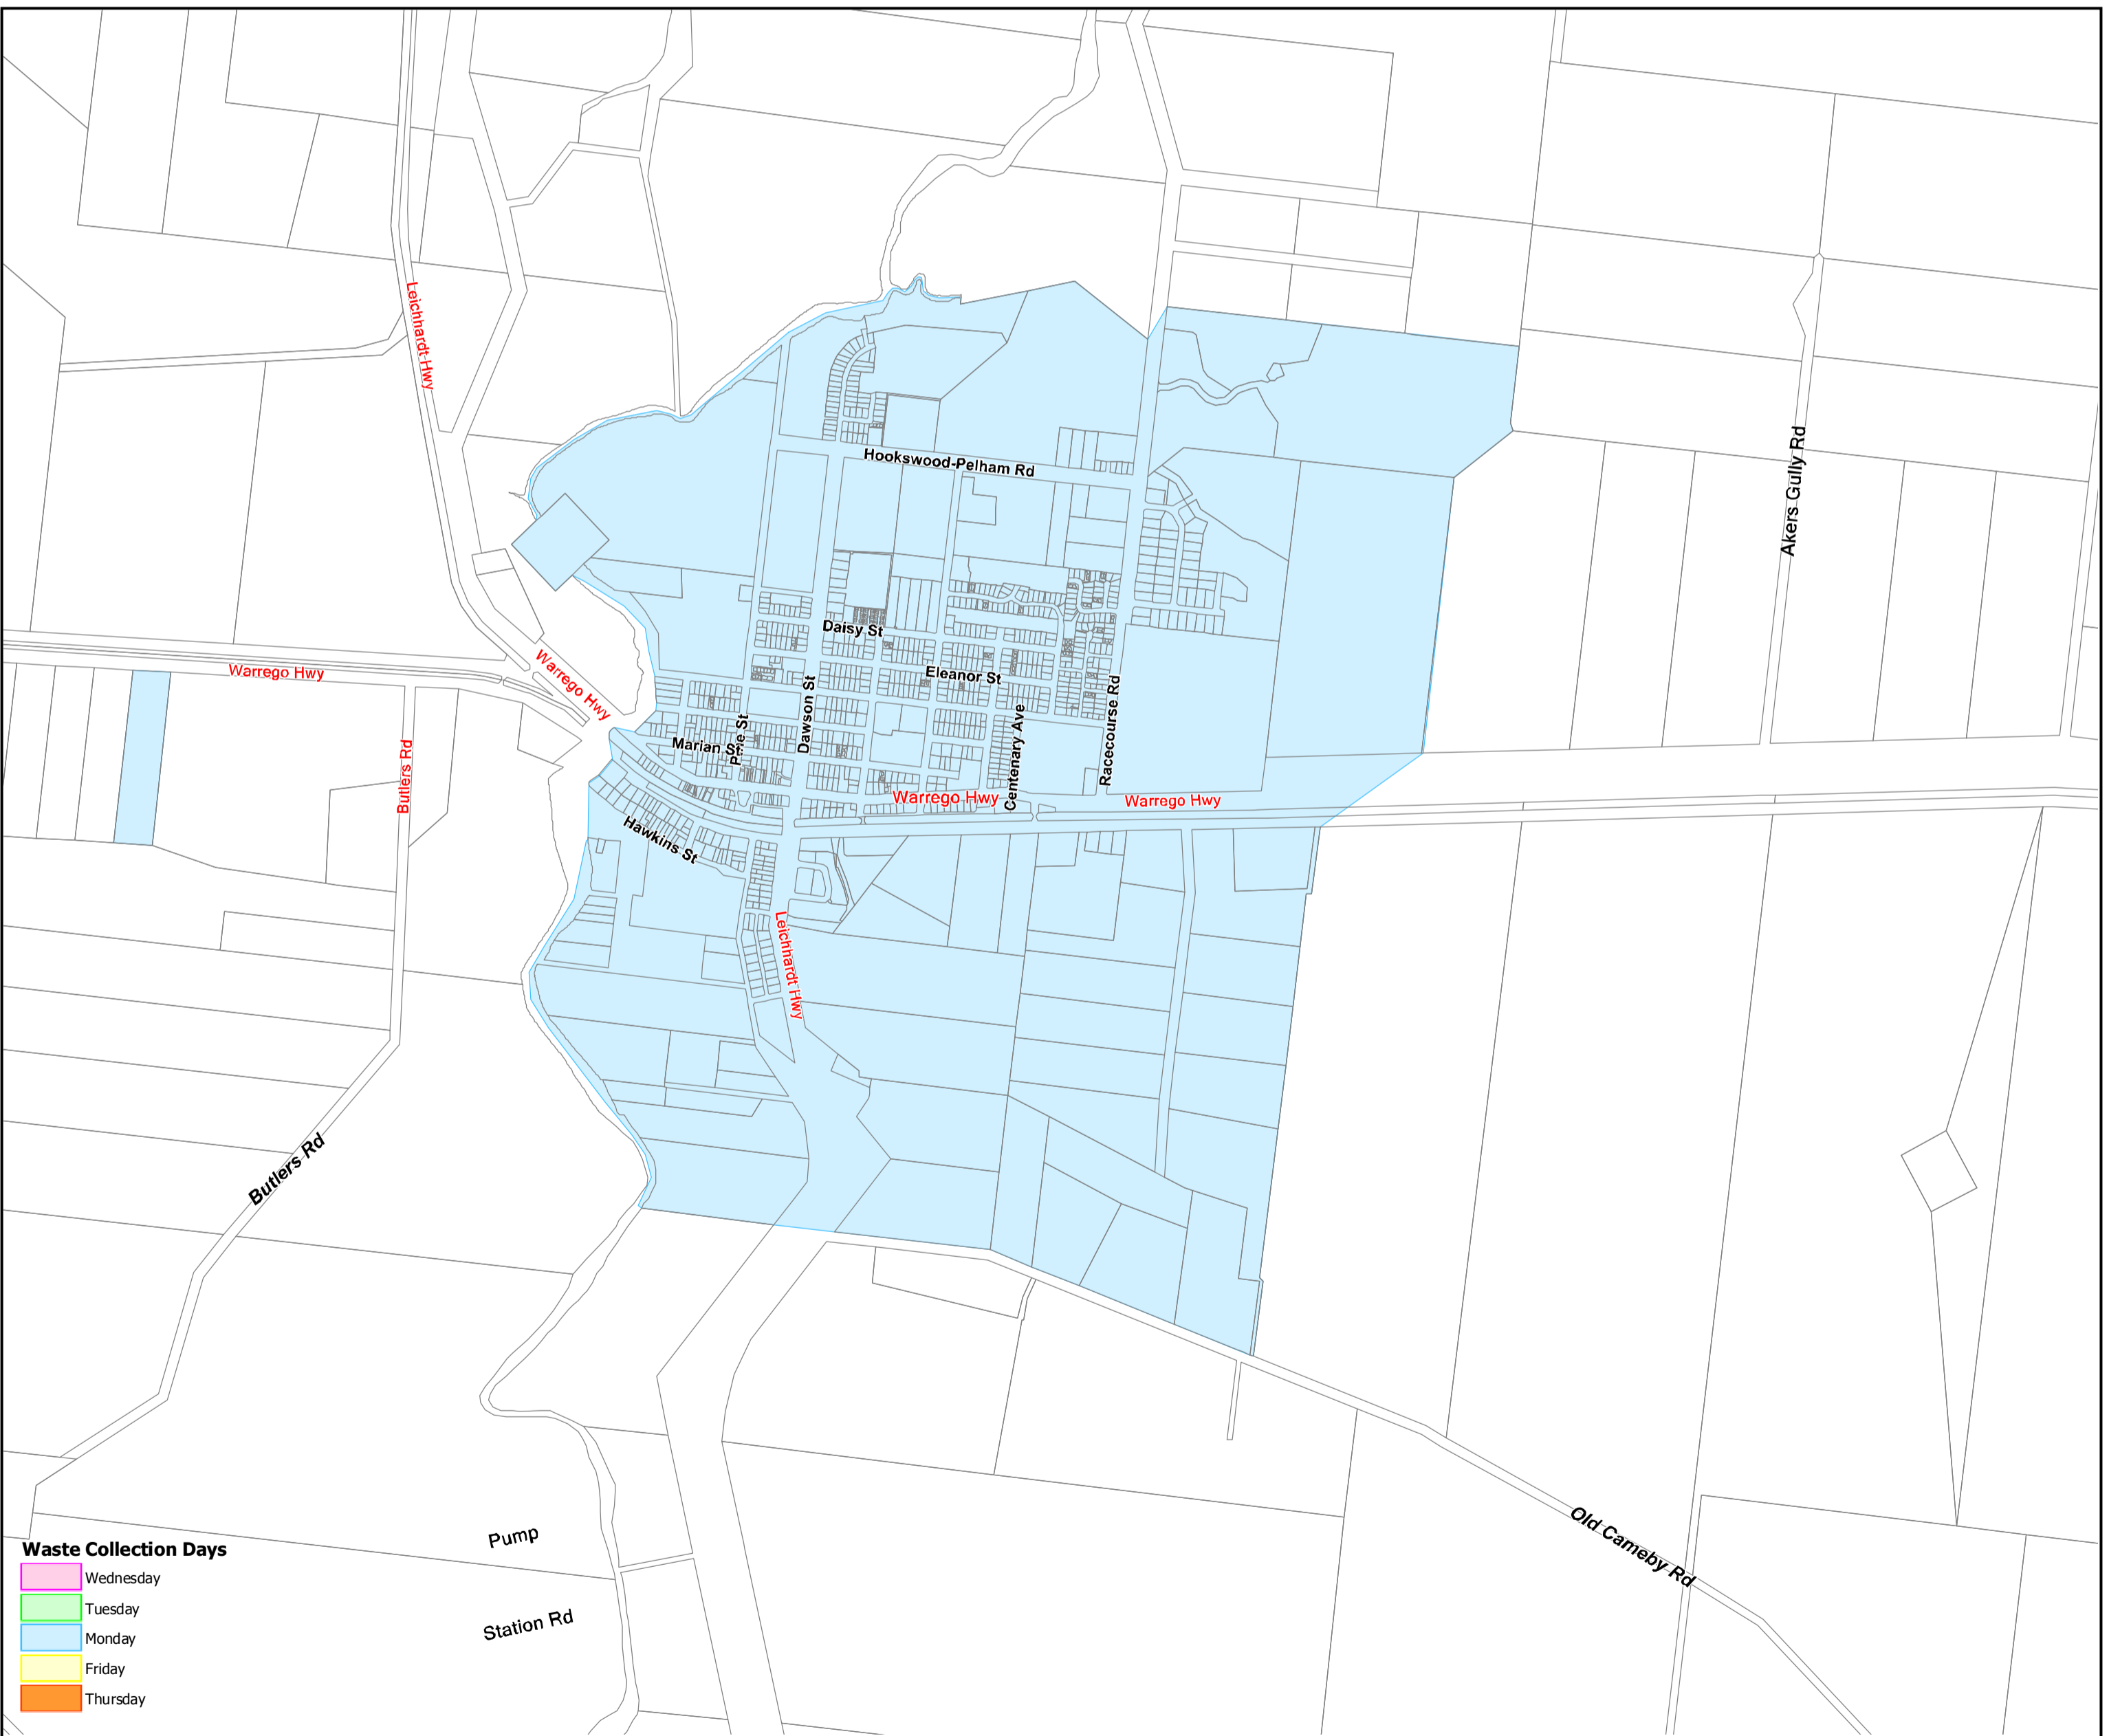 Leichhardt Hwy
Hookswood-Pelham Rd
Akers Gully Rd
Daisy St
Warrego Hwy
Warrego Hwy
Eleanor St
Dawson St
Racecourse Rd
Centenary Ave
Marian St
St
Butlers Rd
Warrego Hwy
Warrego Hwy
Hawkins St
Leichhardt Hwy
Butlers Rd
Old Cameby Rd
Pump
Station Rd
Waste Collection Days
Wednesday
Tuesday
Monday
Friday
Thursday